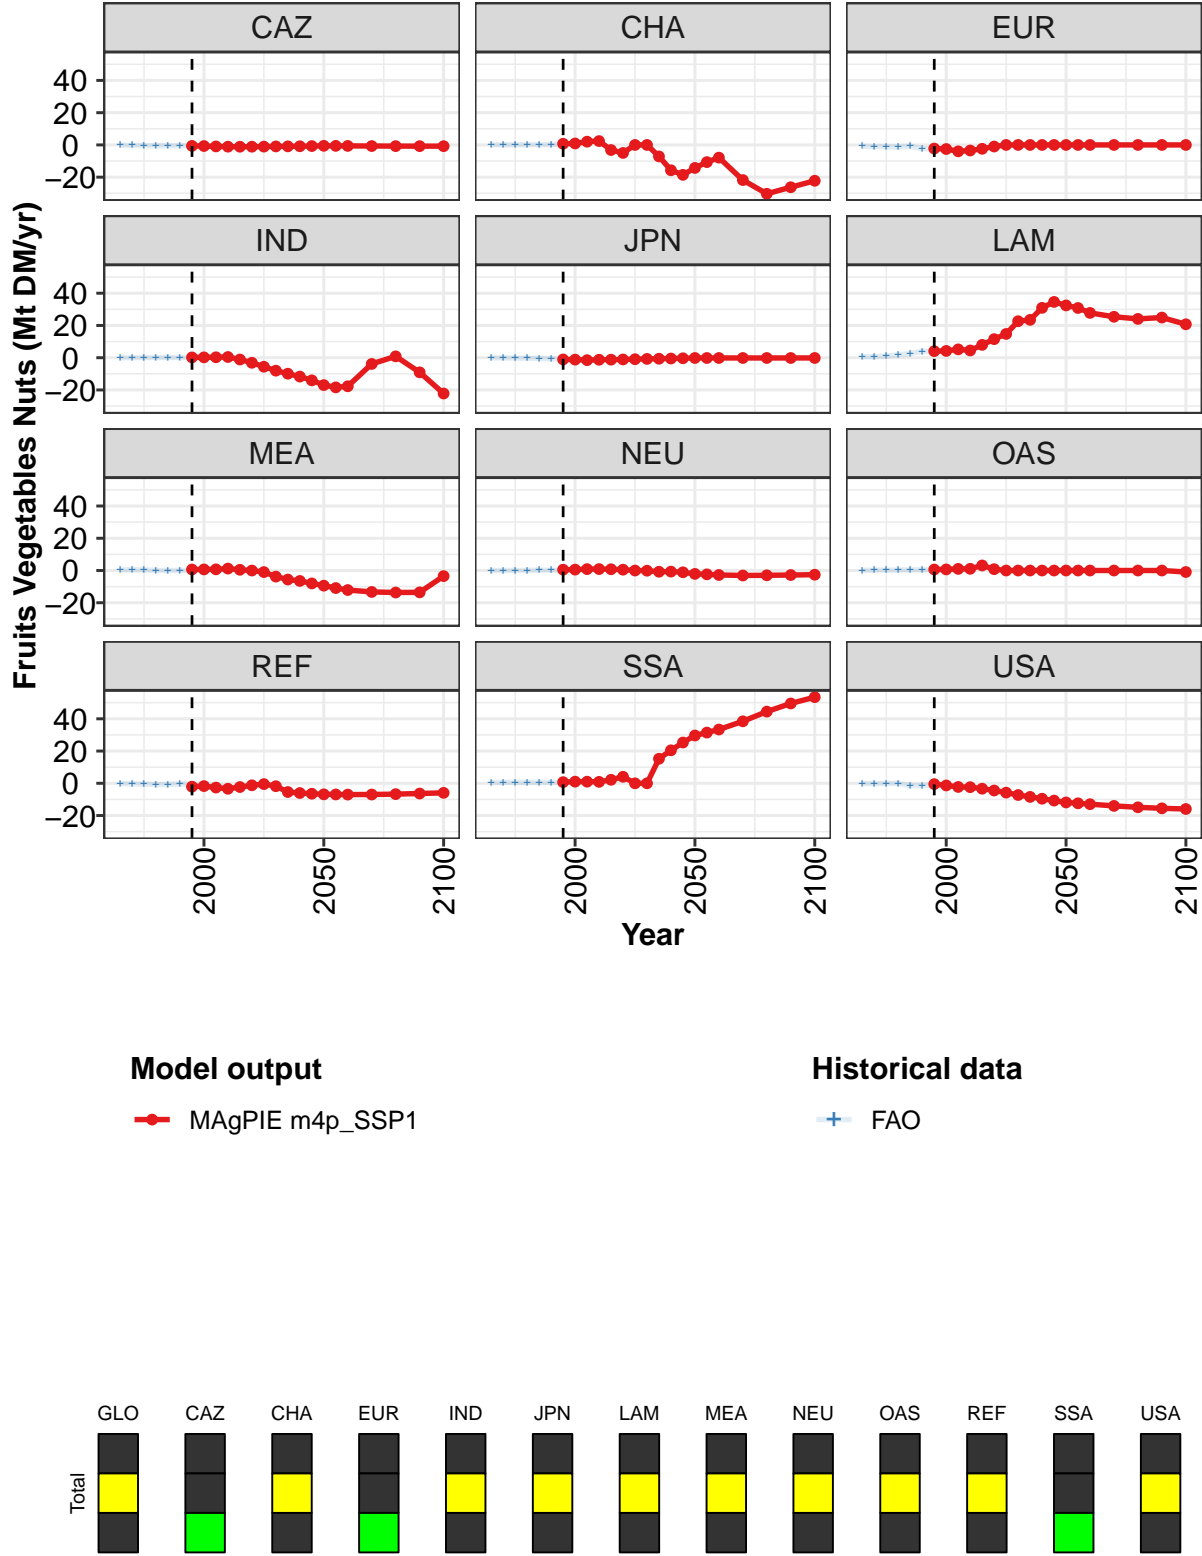 CAZ CHA EUR
40
20
0
−20
IND JPN LAM
40
20
0
−20
MEA NEU OAS
40
20
0
−20
REF SSA USA
40
20
0
−20
Fruits Vegetables Nuts (Mt DM/yr)
2000 2050 2100 2000 2050 2100 2000 2050 2100
Year
Model output Historical data
MAgPIE m4p_SSP1 FAO
GLO CAZ CHA EUR IND JPN LAM MEA NEU OAS REF SSA USA
Total